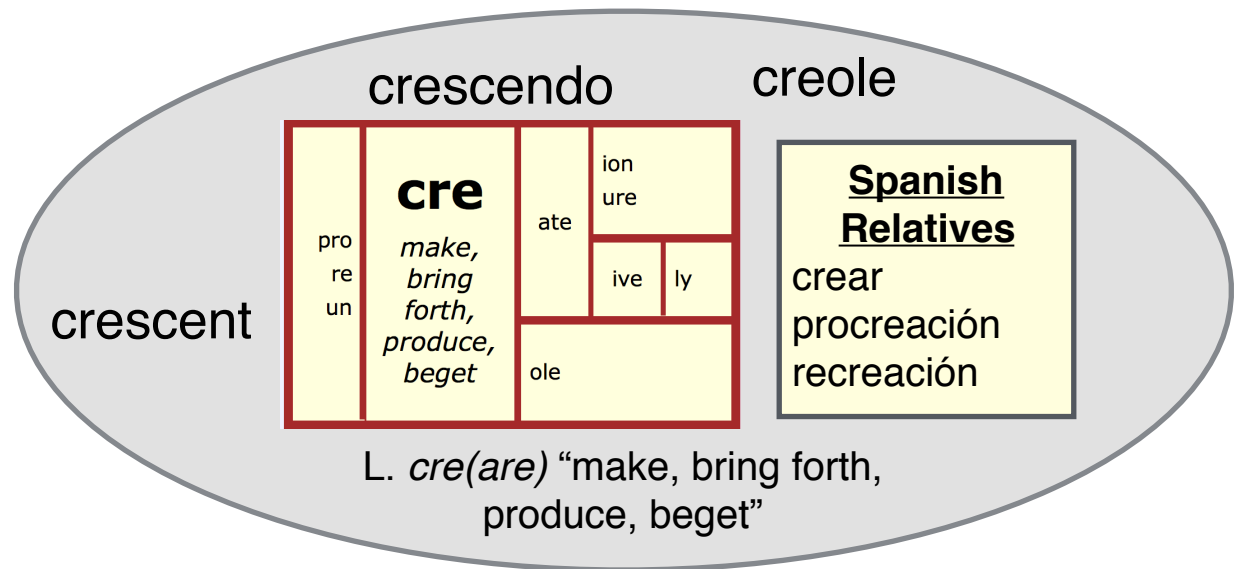 crescendo
creole
crescent
pro
re
un
cre
make,
bring
forth,
produce,
beget
ate
ion
ure
ive
ly
ole
Spanish
Relatives
crear
procreación
recreación
L. cre(are) “make, bring forth,
produce, beget”